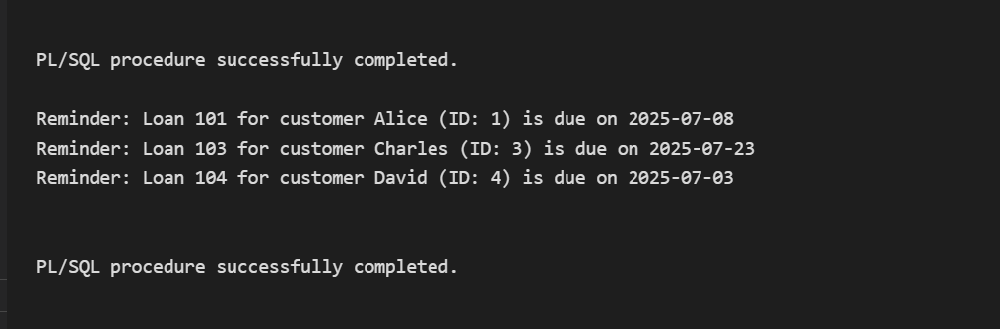 PL/SQL procedure successfully completed.
Reminder: Loan 101 for customer Alice (ID: 1) is due on 2025-07-08
Reminder: Loan 103 for customer Charles (ID: 3) is due on 2025-07-23
Reminder: Loan 104 for customer David (ID: 4) is due on 2025-07-03
PL/SQL procedure successfully completed.